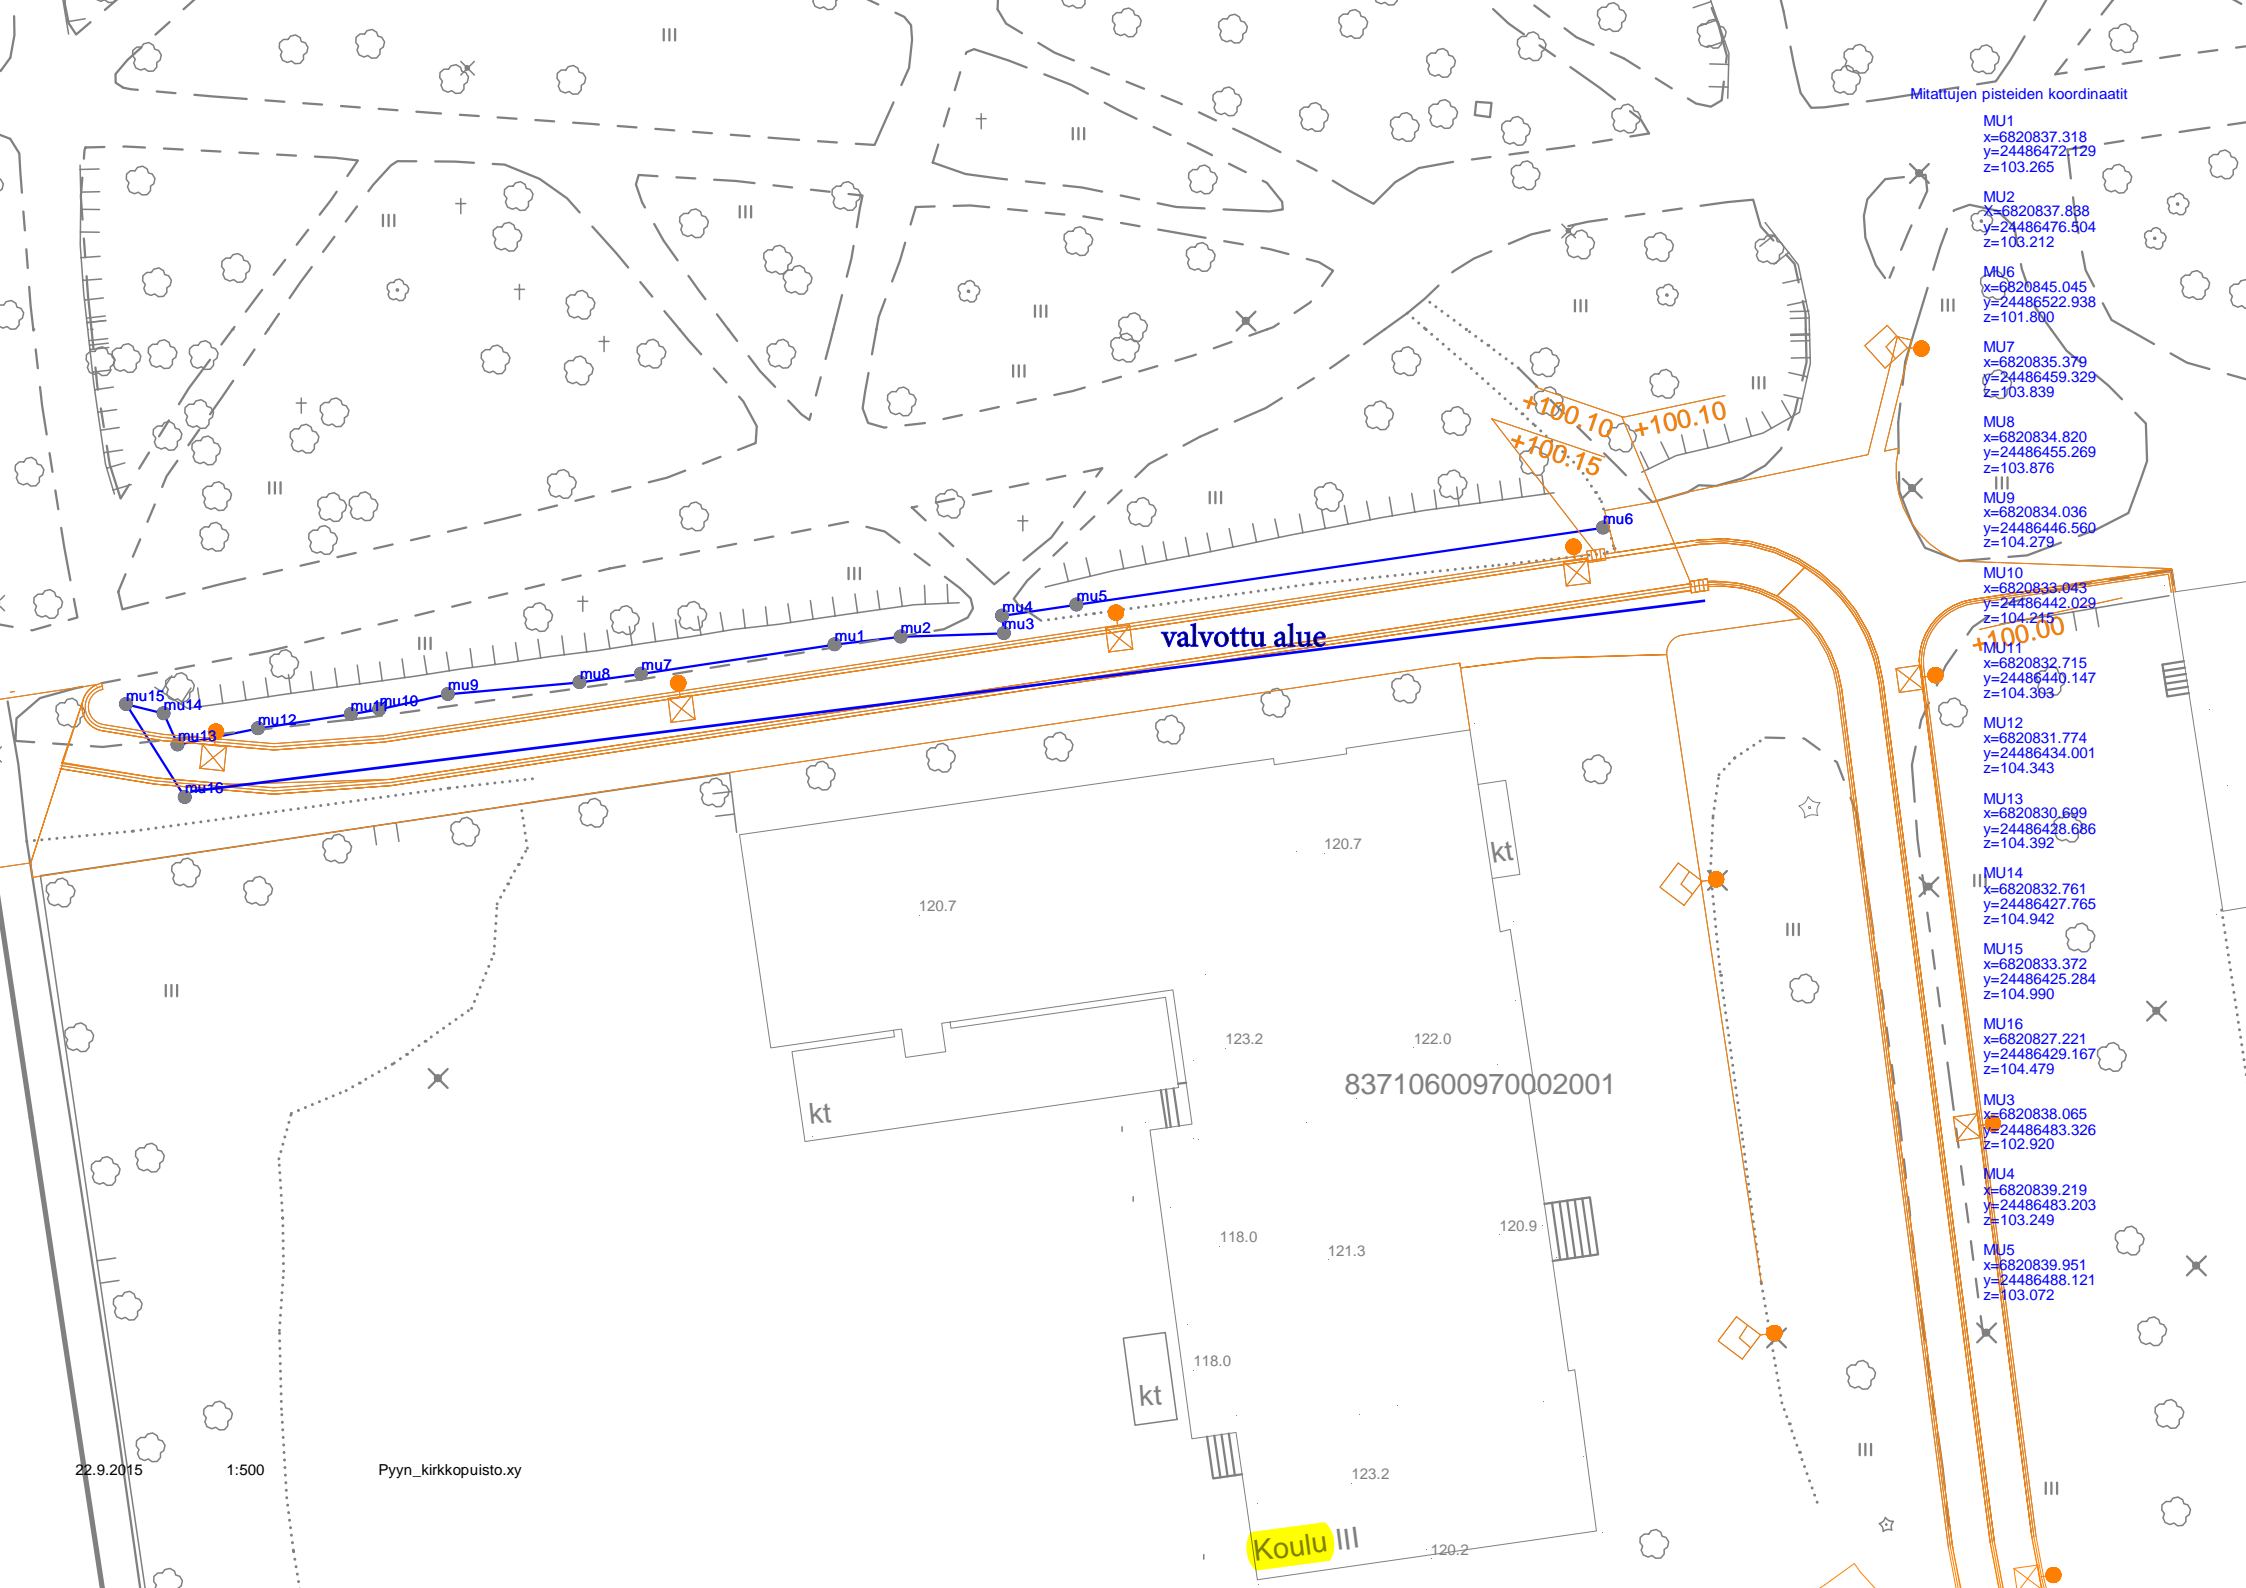 Mitattujen pisteiden koordinaatit
MU1
x=6820837.318
y=24486472.129
z=103.265
MU2
x=6820837.838
y=24486476.504
z=103.212
MU6
x=6820845.045
y=24486522.938
z=101.800
MU7
x=6820835.379
y=24486459.329
z=103.839
MU8
x=6820834.820
y=24486455.269
z=103.876
MU9
x=6820834.036
y=24486446.560
z=104.279
MU10
x=6820833.043
y=24486442.029
z=104.215
MU11
x=6820832.715
y=24486440.147
z=104.303
MU12
x=6820831.774
y=24486434.001
z=104.343
MU13
x=6820830.699
y=24486428.686
z=104.392
MU14
x=6820832.761
y=24486427.765
z=104.942
MU15
x=6820833.372
y=24486425.284
z=104.990
MU16
x=6820827.221
y=24486429.167
z=104.479
MU3
x=6820838.065
y=24486483.326
z=102.920
MU4
x=6820839.219
y=24486483.203
z=103.249
MU5
x=6820839.951
y=24486488.121
z=103.072
+100.10
+100.10
+100.15
+100.00
mu6
mu5
mu4
mu3
mu2
mu1
valvottu alue
mu7
mu8
mu9
mu10
mu12
mu13
mu14
mu15
mu16
120.7
kt
120.7
123.2
122.0
83710600970002001
kt
118.0
121.3
120.9
118.0
kt
123.2
Koulu III
120.2
22.9.2015
1:500
Pyyn_kirkkopuisto.xy